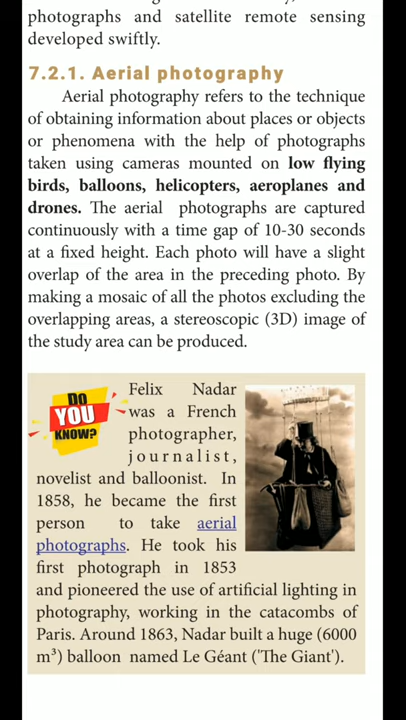 photographs and satellite remote sensing
developed swiftly.
7.2.1. Aerial photography
Aerial photography refers to the technique
of obtaining information about places or objects
or phenomena with the help of photographs
taken using cameras mounted on low flying
birds, balloons, helicopters, aeroplanes and
drones. The aerial photographs are captured
continuously with a time gap of 10-30 seconds
at a fixed height. Each photo will have a slight
overlap of the area in the preceding photo. By
making a mosaic of all the photos excluding the
overlapping areas, a stereoscopic (3D) image of
the study area can be produced.
DO
YOU
KNOW?
Felix Nadar
was a French
photographer,
journalist,
novelist and balloonist. In
1858, he became the first
person to take aerial
photographs. He took his
first photograph in 1853
and pioneered the use of artificial lighting in
photography, working in the catacombs of
Paris. Around 1863, Nadar built a huge (6000
m³) balloon named Le Géant ('The Giant').